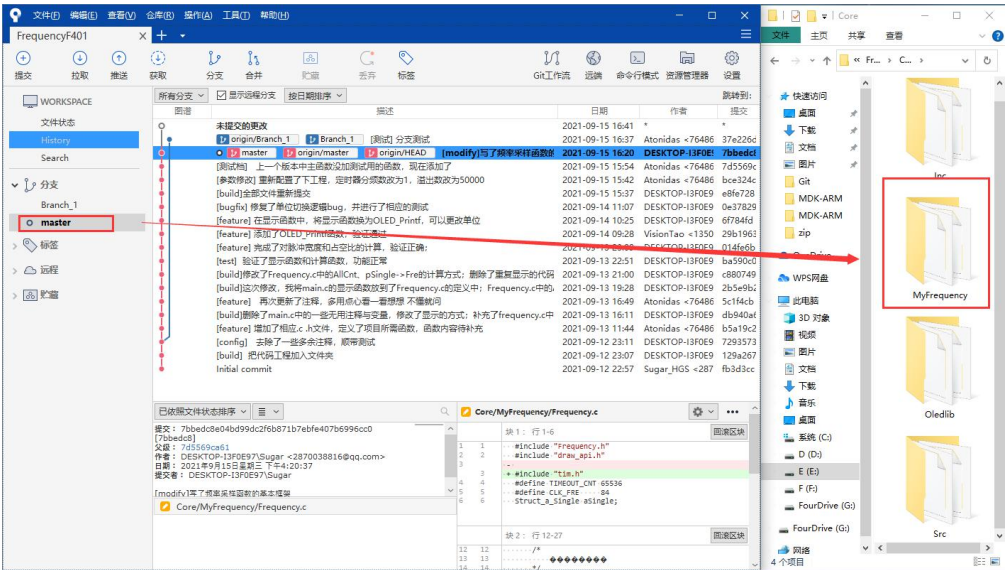 文件(F) 编辑(E) 查看(V) 仓库(R) 操作(A) 工具(T) 帮助(H)
FrequencyF401
提交 拉取 推送 获取 分支 合并 贮藏 丢弃 标签 Git工作流 远端 命令行模式 资源管理器 设置
WORKSPACE
文件状态
History
Search
分支
Branch_1
master
标签
远程
贮藏
所有分支 显示远程分支 按日期排序 跳转到:
图谱 描述 日期 作者 提交
未提交的更改 2021-09-15 16:41 * *
origin/Branch_1 Branch_1 [测试] 分支测试 2021-09-15 16:37 Atonidas <76486 37e226d
master origin/master origin/HEAD [modify]写了频率采样函数的 2021-09-15 16:20 DESKTOP-I3F0E! 7bbedcl
[测试档] 上一个版本中主函数没加测试用的函数，现在添加了 2021-09-15 15:54 Atonidas <76486 7d5569c
[参数修改] 重新配置了下工程，定时器分频数改为1，溢出数改为50000 2021-09-15 15:42 Atonidas <76486 bce324c
[build]全部文件重新提交 2021-09-15 15:37 DESKTOP-I3F0E9 e8fe728
[bugfix] 修复了单位切换逻辑bug，并进行了相应的测试 2021-09-14 11:07 DESKTOP-I3F0E9 0e37829
[feature] 在显示函数中，将显示函数换为OLED_Printf，可以更改单位 2021-09-14 10:25 DESKTOP-I3F0E9 6f784fd
[feature] 添加了OLED_Printf函数，验证通过 2021-09-14 09:28 VisionTao <1350 29b1963
[feature] 完成了对脉冲宽度和占空比的计算，验证正确: DESKTOP-I3F0E9 014fe6b
[test] 验证了显示函数和计算函数，功能正常 2021-09-13 22:51 DESKTOP-I3F0E9 ba590c0
[build]修改了Frequency.c中的AllCnt、pSingle->Fre的计算方式；删除了重复显示的代码 2021-09-13 21:00 DESKTOP-I3F0E9 c880749
[build]这次修改，我将main.c的显示函数放到了Frequency.c的定义中；Frequency.c中的 2021-09-13 19:28 DESKTOP-I3F0E9 2b5e9b2
[feature] 再次更新了注释，多用点心看一看想想 不懂就问 2021-09-13 16:49 Atonidas <76486 5c1f4cb
[build]删除了main.c中的一些无用注释与变量，修改了显示的方式；补充了frequency.c中 2021-09-13 16:11 DESKTOP-I3F0E9 db940a6
[feature] 增加了相应.c .h文件，定义了项目所需函数，函数内容待补充 2021-09-13 11:44 Atonidas <76486 b5a19c2
[config] 去除了一些多余注释，顺带测试 2021-09-12 23:11 DESKTOP-I3F0E9 7293573
[build] 把代码工程加入文件夹 2021-09-12 23:07 DESKTOP-I3F0E9 129a267
Initial commit 2021-09-12 22:57 Sugar_HGS <287 fb3d3cc
已依照文件状态排序
提交： 7bbedc8e04bd99dc2f6b871b7ebfe407b6996cc0
[7bbedc8]
父级： 7d5569ca61
作者： DESKTOP-I3F0E97\Sugar <2870038816@qq.com>
日期： 2021年9月15日星期三 下午4:20:37
提交者： DESKTOP-I3F0E97\Sugar
[modify]写了频率采样函数的基本框架
Core/MyFrequency/Frequency.c
Core/MyFrequency/Frequency.c
块 1： 行 1-6 回滚区块
1 1 #include "Frequency.h"
2 2 #include "draw_api.h"
3 -
3 + #include "tim.h"
4 4 #define TIMEOUT_CNT 65536
5 5 #define CLK_FRE 84
6 6 Struct_a_Single aSingle;
块 2： 行 12-27 回滚区块
12 12 /*
13 13
14 14 */
Core
文件 主页 共享 查看
« Fr... › C... ›
快速访问
桌面
下载
文档
图片
Git
MDK-ARM
MDK-ARM
zip
WPS网盘
此电脑
3D 对象
视频
图片
文档
下载
音乐
桌面
系统 (C:)
D (D:)
E (E:)
F (F:)
FourDrive (G:)
FourDrive (G:)
网络
Inc
MyFrequency
Oledlib
Src
4 个项目